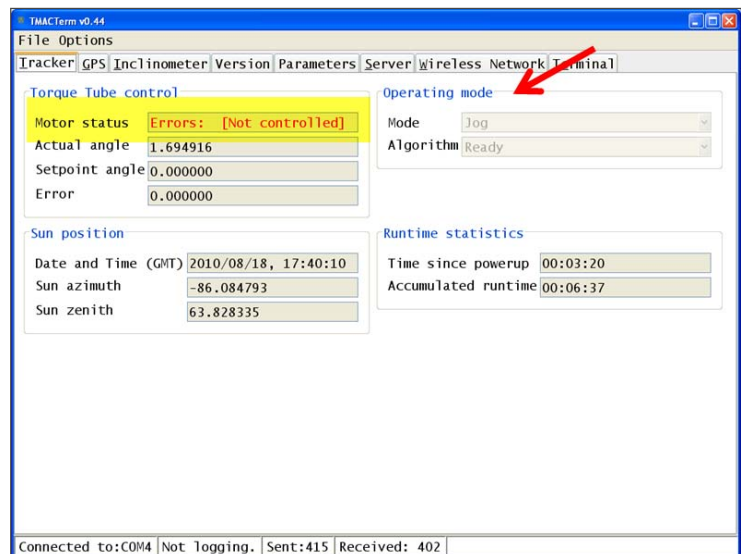 TMACTerm v0.44
File Options
Tracker GPS Inclinometer Version Parameters Server Wireless Network Terminal
Torque Tube control
Motor status Errors: [Not controlled]
Actual angle 1.694916
Setpoint angle 0.000000
Error 0.000000
Operating mode
Mode Jog
Algorithm Ready
Sun position
Date and Time (GMT) 2010/08/18, 17:40:10
Sun azimuth -86.084793
Sun zenith 63.828335
Runtime statistics
Time since powerup 00:03:20
Accumulated runtime 00:06:37
Connected to:COM4 Not logging. Sent:415 Received: 402